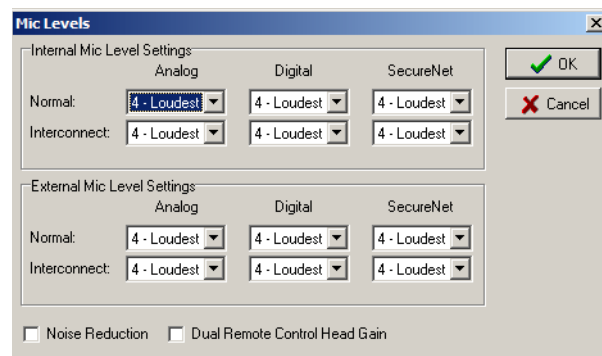 Mic Levels
Internal Mic Level Settings
Analog Digital SecureNet
Normal: 4 - Loudest 4 - Loudest 4 - Loudest
Interconnect: 4 - Loudest 4 - Loudest 4 - Loudest
External Mic Level Settings
Analog Digital SecureNet
Normal: 4 - Loudest 4 - Loudest 4 - Loudest
Interconnect: 4 - Loudest 4 - Loudest 4 - Loudest
Noise Reduction Dual Remote Control Head Gain
OK
Cancel